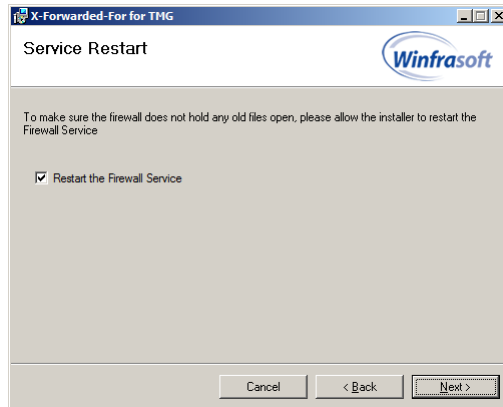 X-Forwarded-For for TMG
Service Restart
Winfrasoft
To make sure the firewall does not hold any old files open, please allow the installer to restart the
Firewall Service
Restart the Firewall Service
Cancel
< Back
Next >